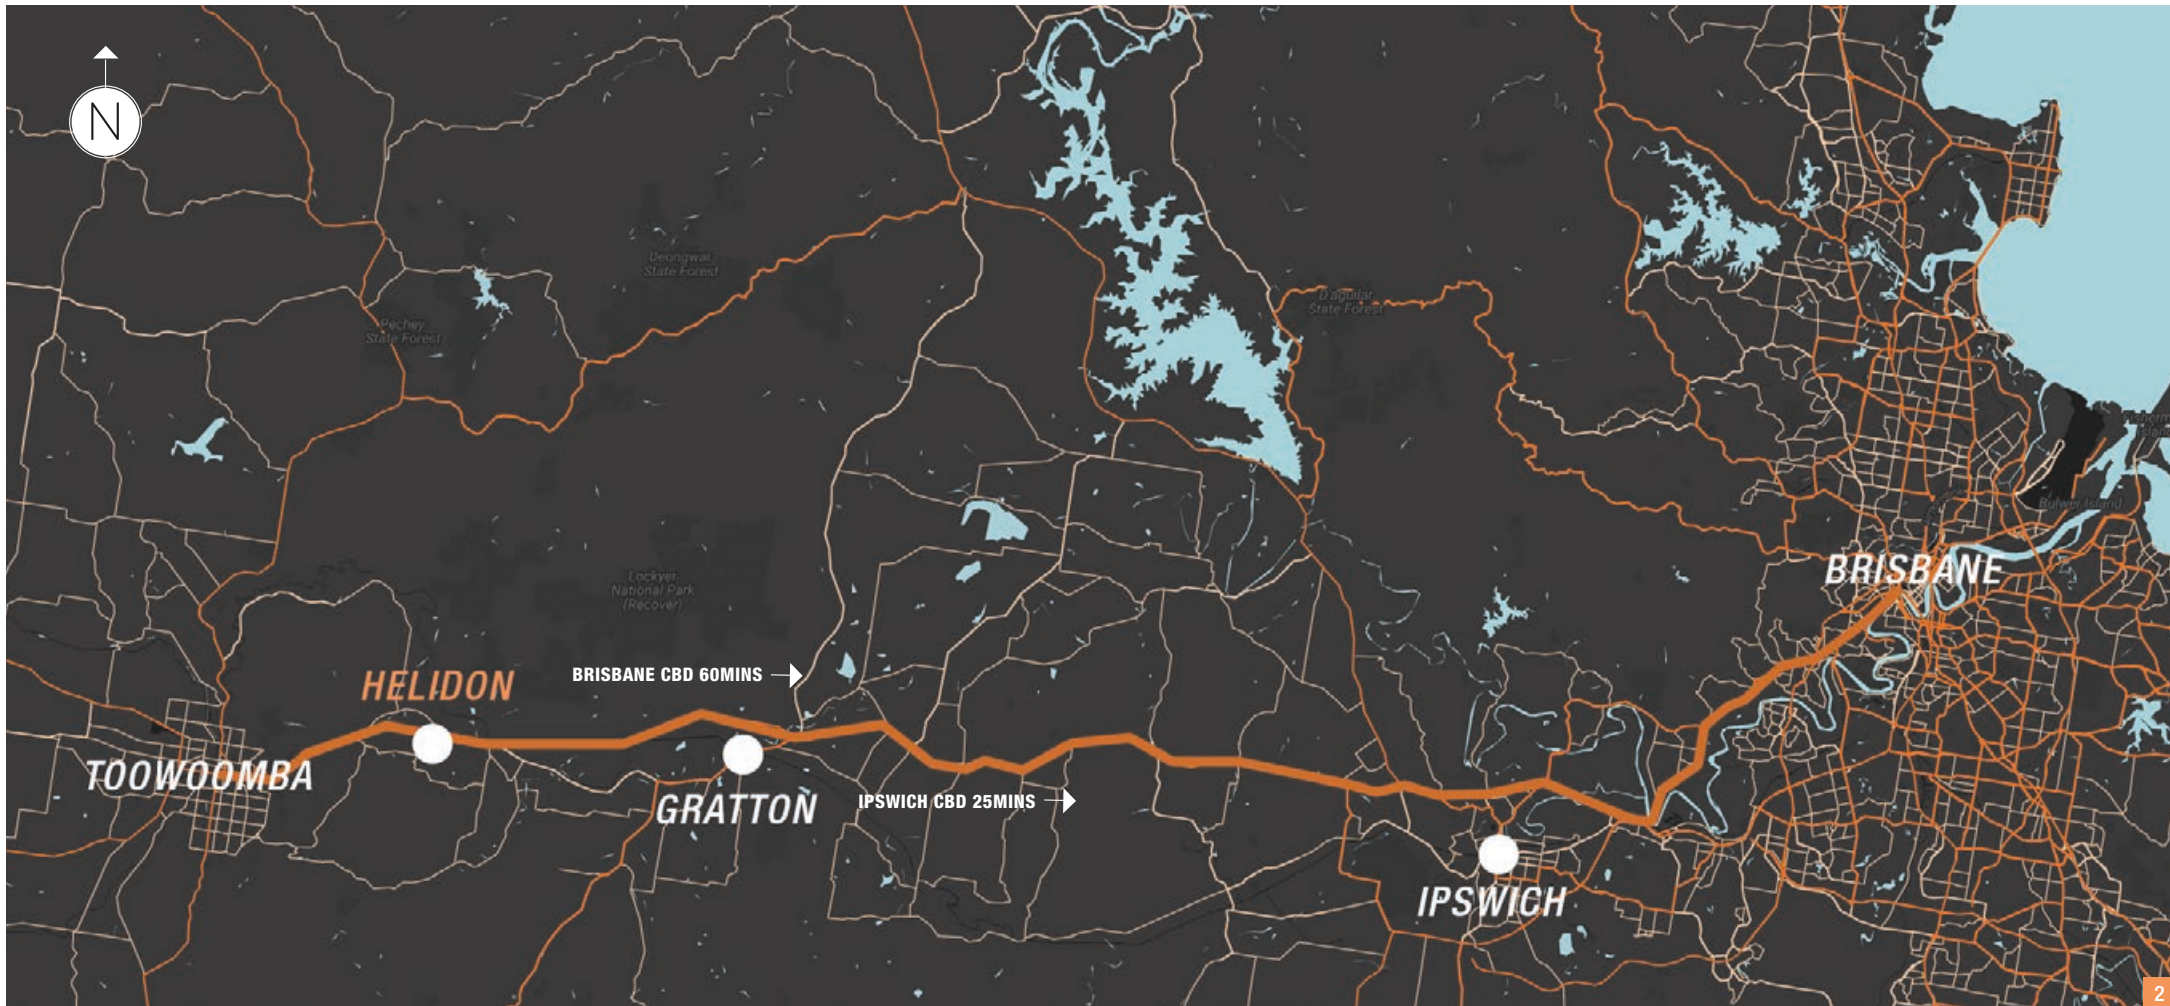 N
Deongwai
State Forest
D'aguilar
State Forest
Pechey
State Forest
Bulwer Island
BRISBANE
Lockyer
National Park
(Recover)
HELIDON
BRISBANE CBD 60MINS
TOOWOOMBA
GRATTON
IPSWICH CBD 25MINS
IPSWICH
2